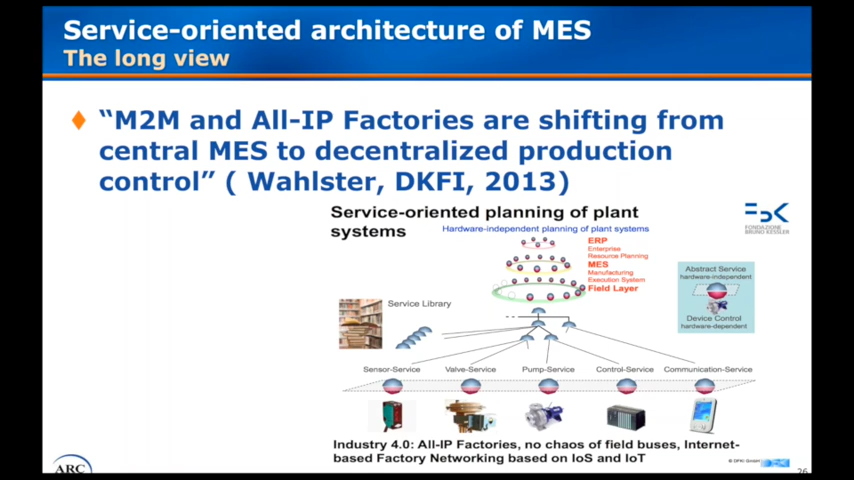 Service-oriented architecture of MES
The long view
“M2M and All-IP Factories are shifting from
central MES to decentralized production
control” ( Wahlster, DKFI, 2013)
Service-oriented planning of plant
systems
Hardware-independent planning of plant systems
FONDAZIONE
BRUNO KESSLER
ERP
Enterprise
Resource Planning
MES
Manufacturing
Execution System
Field Layer
Abstract Service
hardware-independent
Device Control
hardware-dependent
Service Library
Sensor-Service
Valve-Service
Pump-Service
Control-Service
Communication-Service
Industry 4.0: All-IP Factories, no chaos of field buses, Internet-
based Factory Networking based on IoS and IoT
© DFKI GmbH
ARC
26